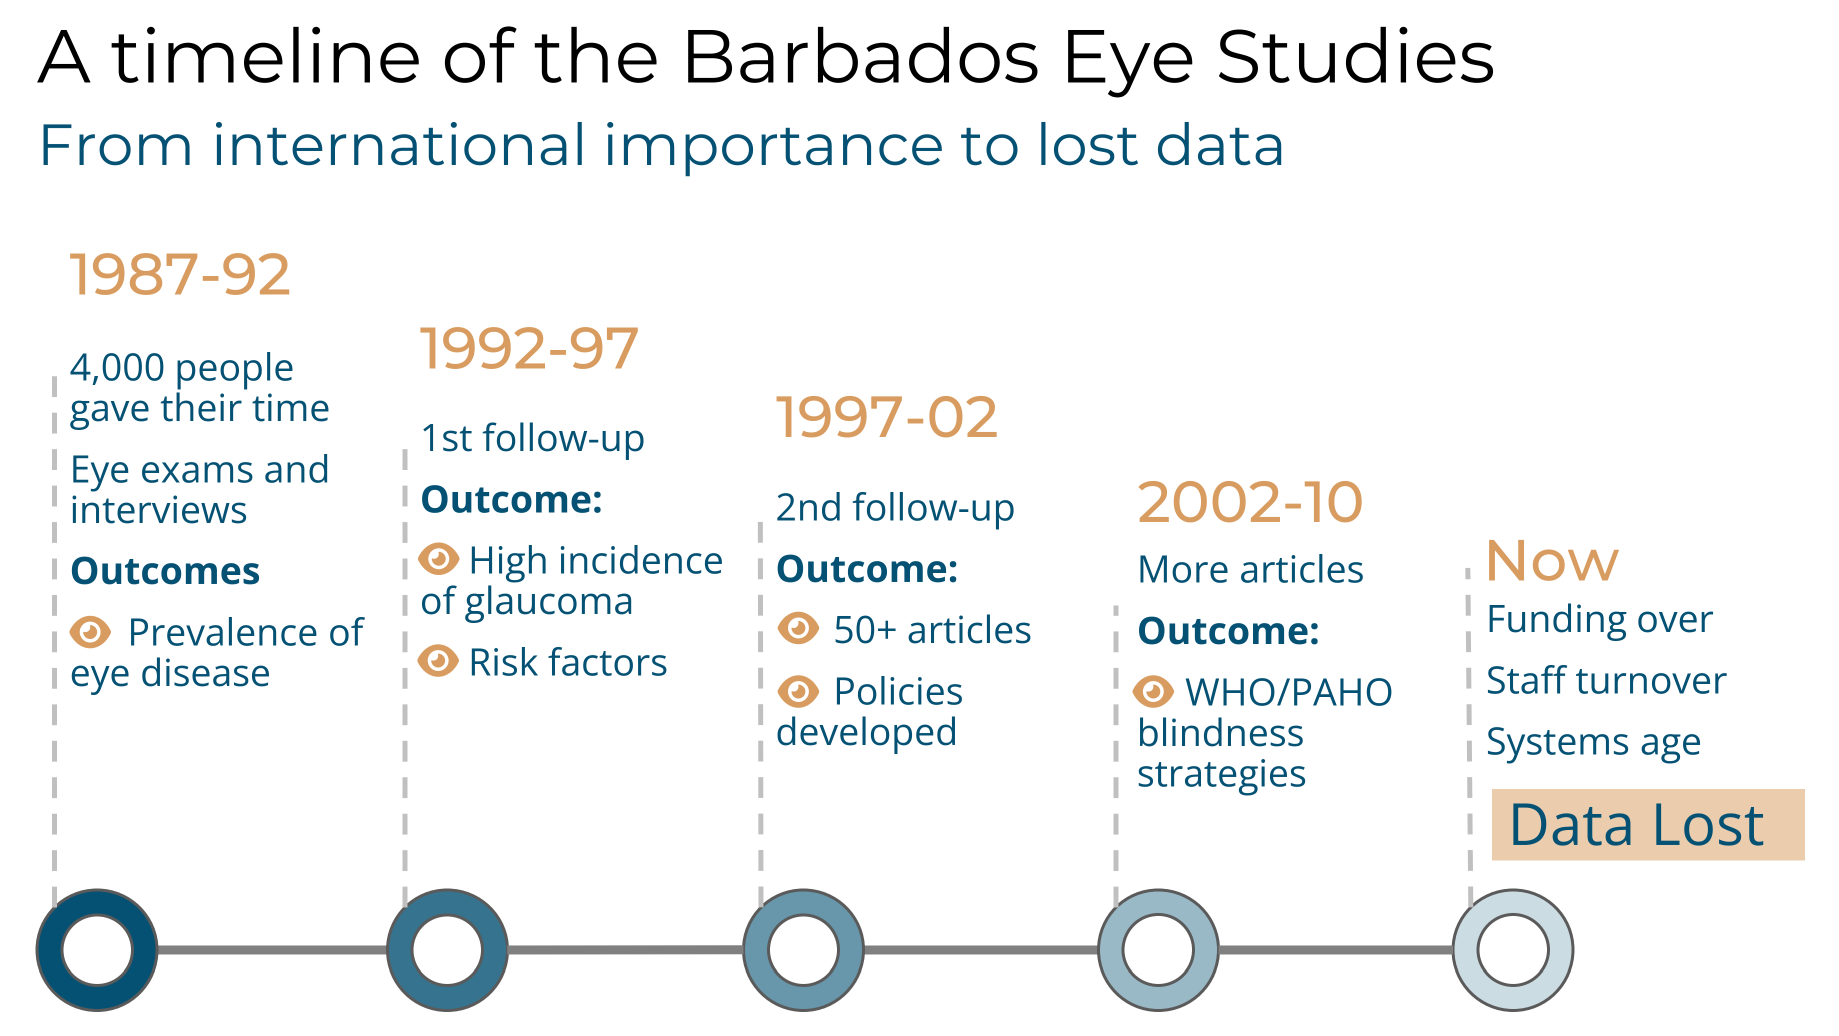 A timeline of the Barbados Eye Studies
From international importance to lost data
1987-92
4,000 people
gave their time
Eye exams and
interviews
Outcomes
Prevalence of
eye disease
1992-97
1st follow-up
Outcome:
High incidence
of glaucoma
Risk factors
1997-02
2nd follow-up
Outcome:
50+ articles
Policies
developed
2002-10
More articles
Outcome:
WHO/PAHO
blindness
strategies
Now
Funding over
Staff turnover
Systems age
Data Lost